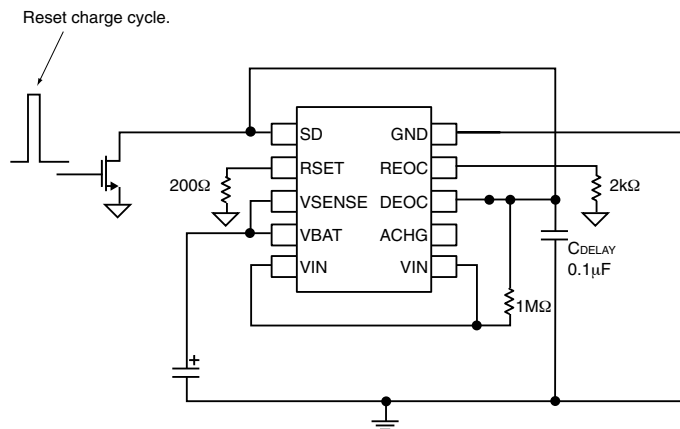 Reset charge cycle.
SD
GND
RSET
REOC
200Ω
2kΩ
VSENSE
DEOC
VBAT
ACHG
CDELAY
0.1μF
VIN
VIN
1MΩ
+